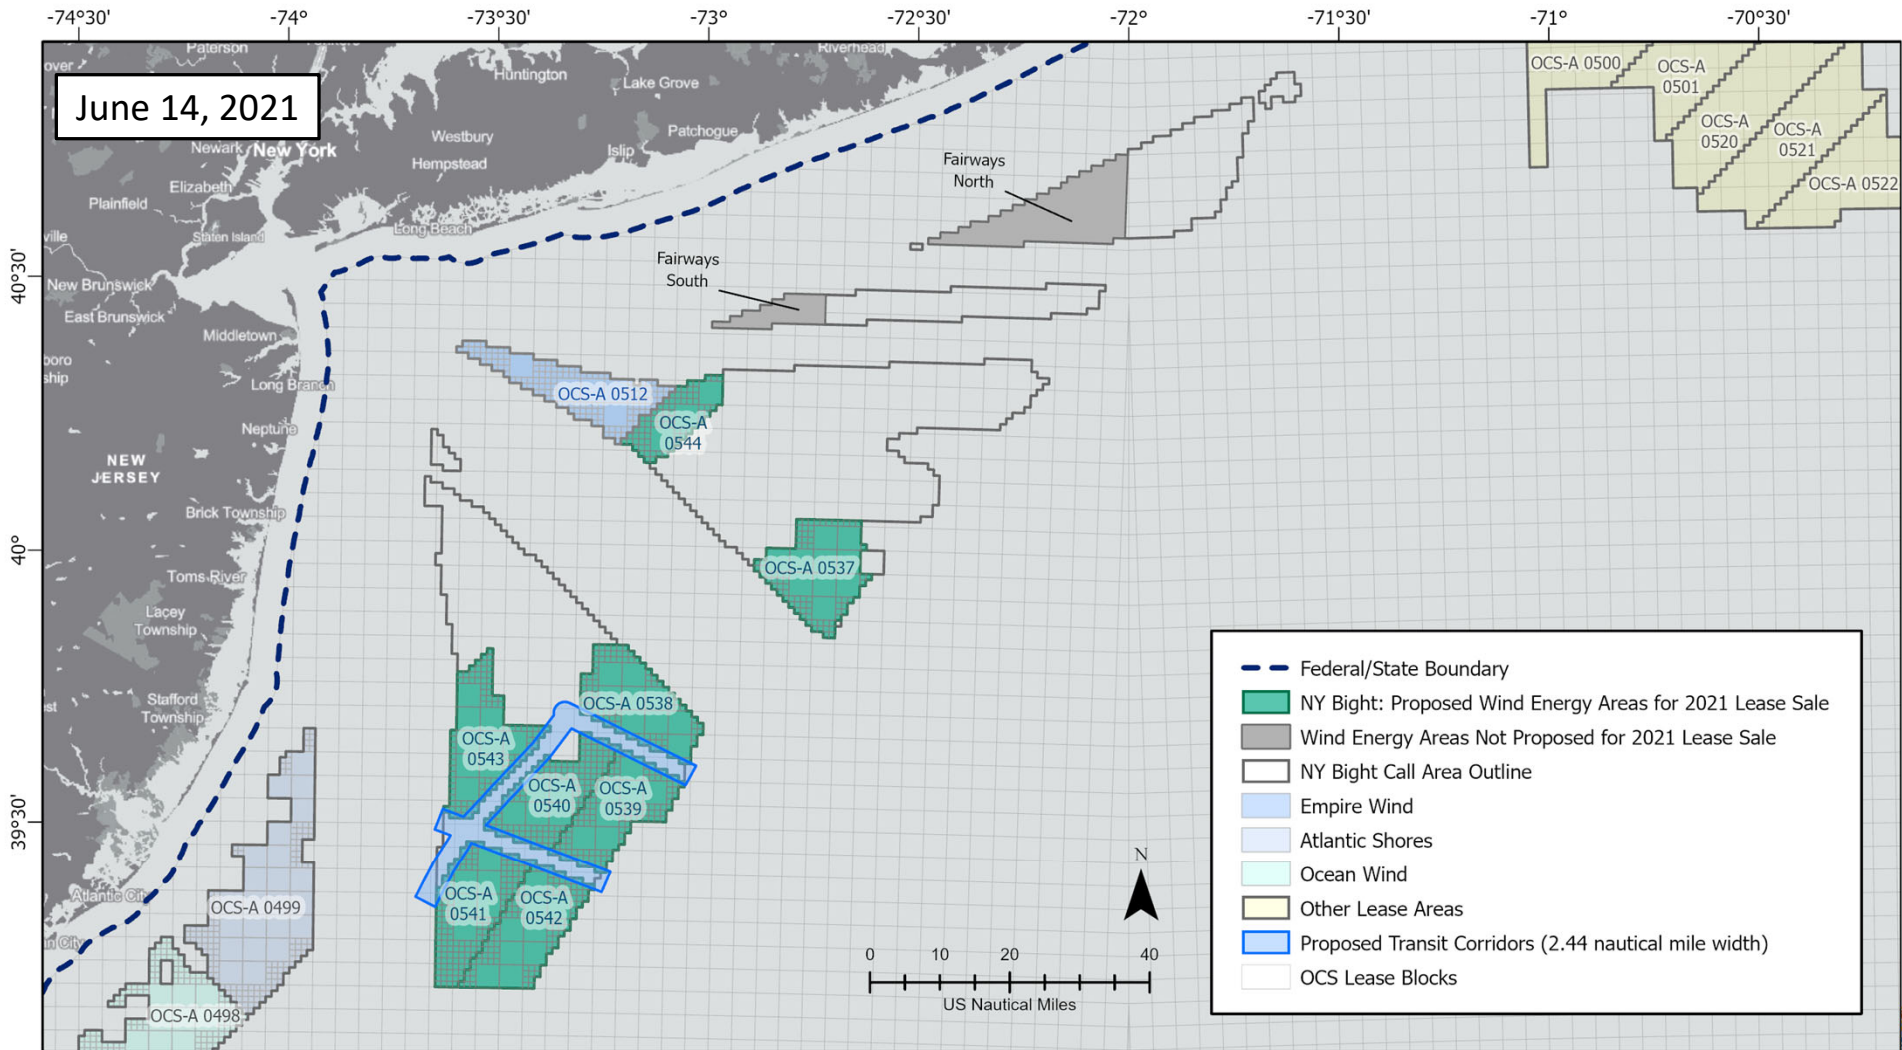 -74°30'
-74°
-73°30'
-73°
-72°30'
-72°
-71°30'
-71°
-70°30'
Paterson
Riverhead
over
Huntington
Lake Grove
OCS-A 0500
OCS-A
0501
June 14, 2021
Patchogue
Westbury
Newark
New York
Hempstead
Islip
OCS-A
0520
OCS-A
0521
Fairways
North
Elizabeth
OCS-A 0522
Plainfield
ville
Staten Island
Long Beach
40°30'
Fairways
South
New Brunswick
East Brunswick
Middletown
boro
ship
Long Branch
OCS-A 0512
OCS-A
0544
Neptune
NEW
JERSEY
Brick Township
40°
OCS-A 0537
Toms River
Lacey
Township
Stafford
Township
est
OCS-A 0538
OCS-A
0543
OCS-A
0540
OCS-A
0539
39°30'
Atlantic City
OCS-A 0499
OCS-A
0541
OCS-A
0542
n City
OCS-A 0498
N
0
10
20
40
US Nautical Miles
Federal/State Boundary
NY Bight: Proposed Wind Energy Areas for 2021 Lease Sale
Wind Energy Areas Not Proposed for 2021 Lease Sale
NY Bight Call Area Outline
Empire Wind
Atlantic Shores
Ocean Wind
Other Lease Areas
Proposed Transit Corridors (2.44 nautical mile width)
OCS Lease Blocks